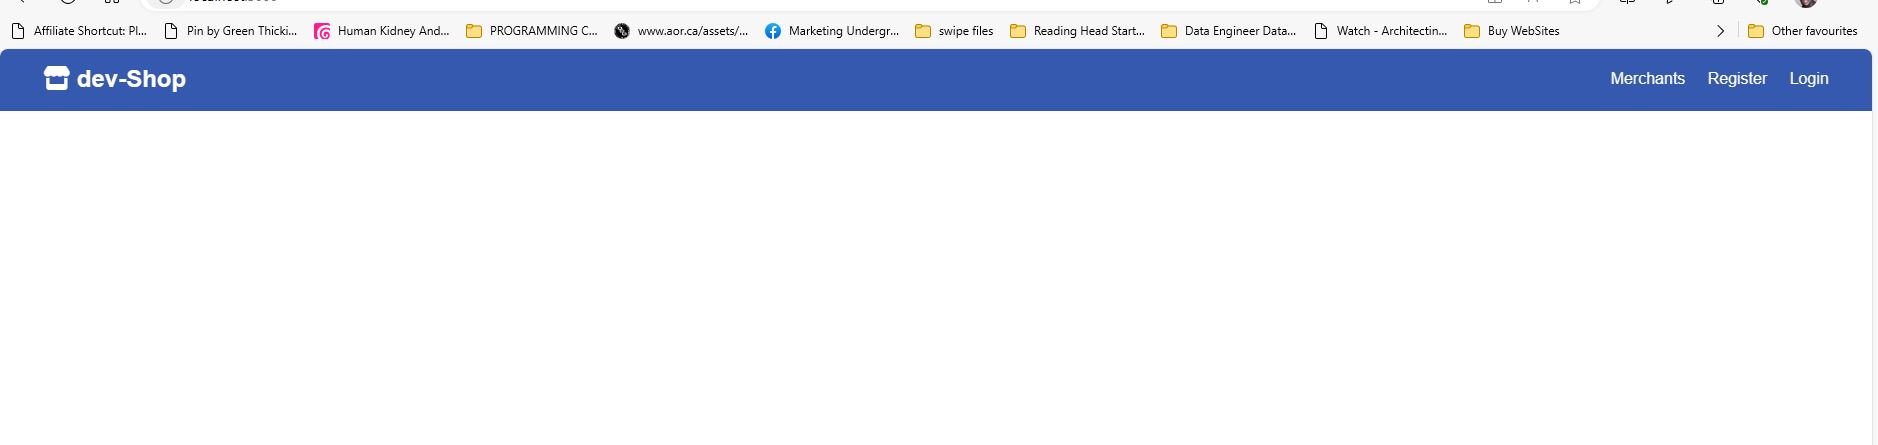 Affiliate Shortcut: Pl... Pin by Green Thicki... Human Kidney And... PROGRAMMING C... www.aor.ca/assets/... Marketing Undergr... swipe files Reading Head Start... Data Engineer Data... Watch - Architectin... Buy WebSites Other favourites
dev-Shop Merchants Register Login